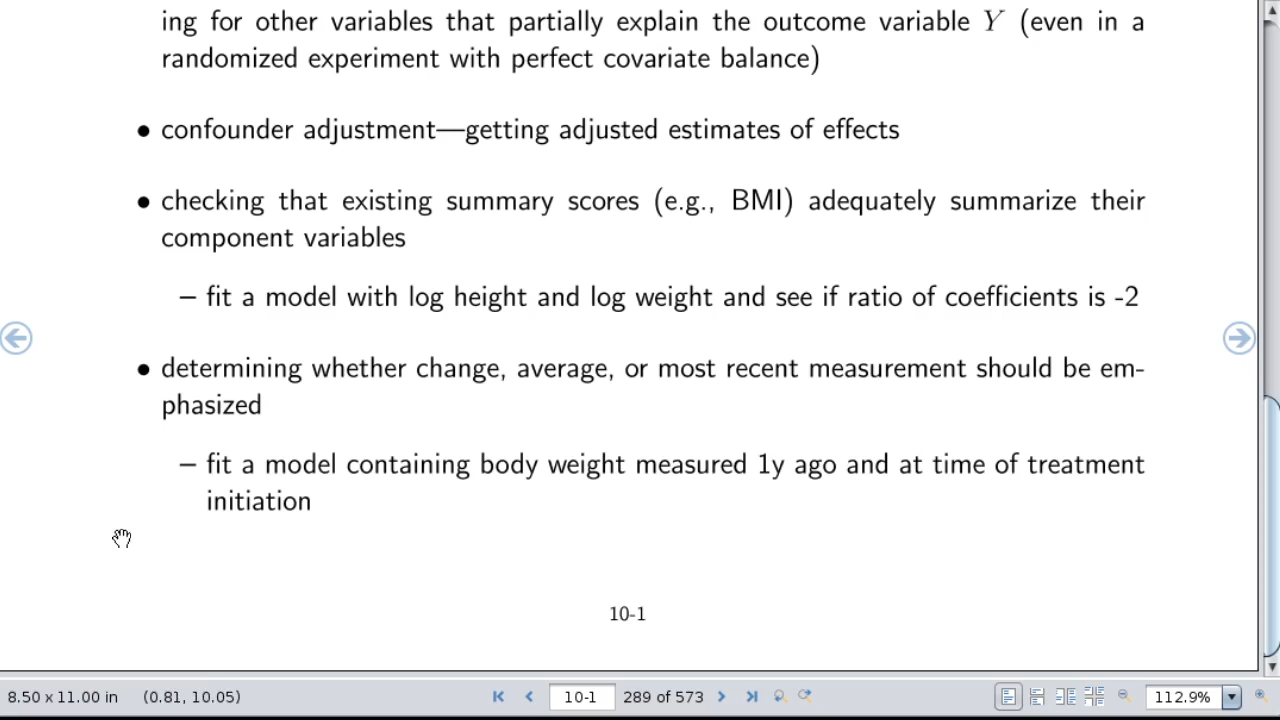 ing for other variables that partially explain the outcome variable Y (even in a
randomized experiment with perfect covariate balance)
• confounder adjustment—getting adjusted estimates of effects
• checking that existing summary scores (e.g., BMI) adequately summarize their
component variables
– fit a model with log height and log weight and see if ratio of coefficients is -2
• determining whether change, average, or most recent measurement should be em-
phasized
– fit a model containing body weight measured 1y ago and at time of treatment
initiation
10-1
8.50 x 11.00 in (0.81, 10.05) 10-1 289 of 573 112.9%